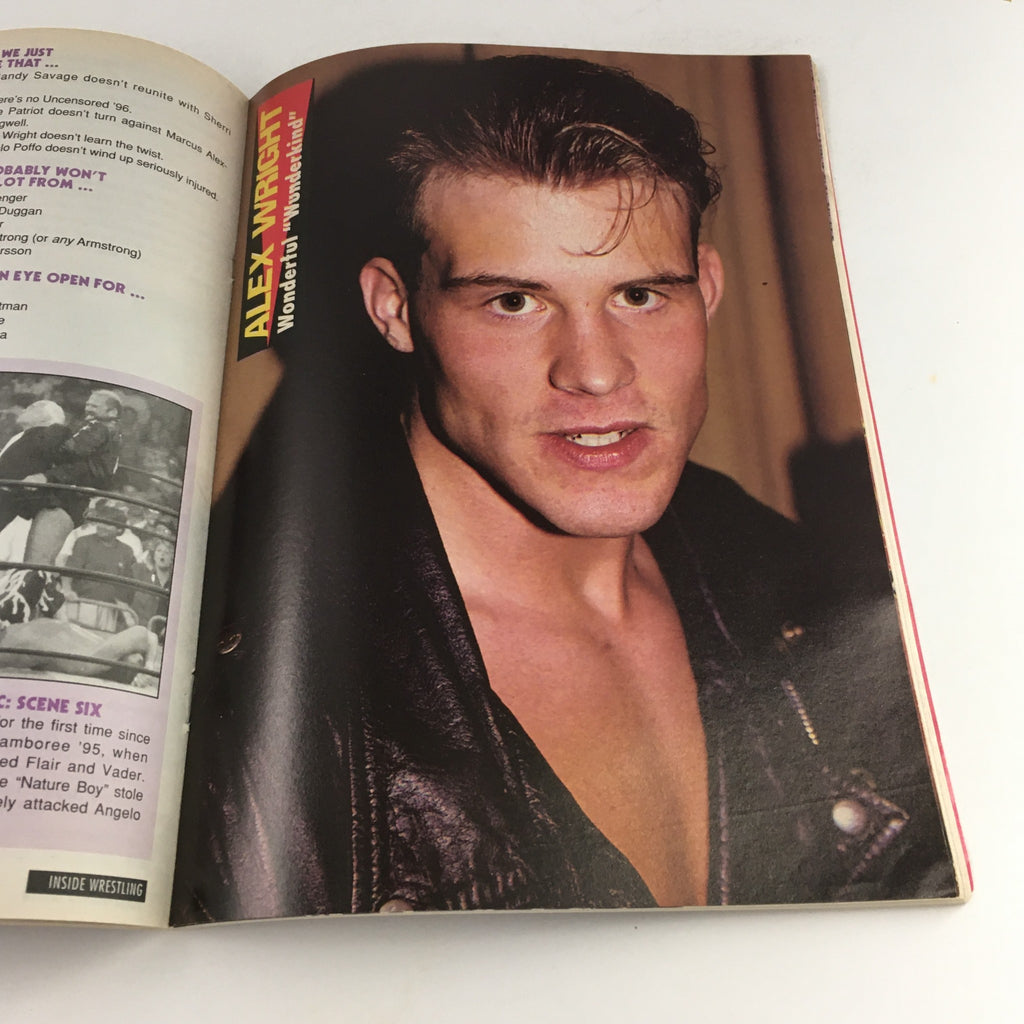 WE JUST
THAT ...
andy Savage doesn't reunite with Sherri
ere's no Uncensored '96.
e Patriot doesn't turn against Marcus Alex-
gwell.
Wright doesn't learn the twist.
lo Poffo doesn't wind up seriously injured.
OBABLY WON'T
LOT FROM ...
enger
Duggan
r
trong (or any Armstrong)
rsson
N EYE OPEN FOR ...
tman
e
a
C: SCENE SIX
or the first time since
amboree '95, when
ed Flair and Vader.
e "Nature Boy" stole
ely attacked Angelo
INSIDE WRESTLING
ALEX WRIGHT
Wonderful "Wunderkind"